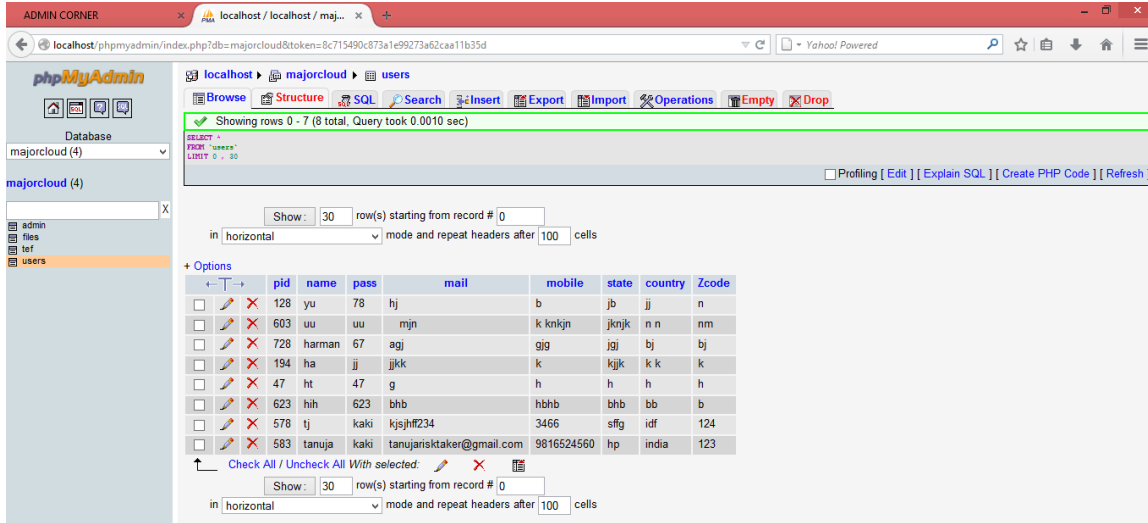 ADMIN CORNER × PMA localhost / localhost / maj... × +
localhost/phpmyadmin/index.php?db=majorcloud&token=8c715490c873a1e99273a62caa11b35d Yahoo! Powered
phpMyAdmin
Database
majorcloud (4)
majorcloud (4)
X
admin
files
tef
users
localhost majorcloud users
Browse Structure SQL Search Insert Export Import Operations Empty Drop
Showing rows 0 - 7 (8 total, Query took 0.0010 sec)
SELECT *
FROM `users`
LIMIT 0 , 30
Profiling [ Edit ] [ Explain SQL ] [ Create PHP Code ] [ Refresh ]
Show : 30 row(s) starting from record # 0
in horizontal mode and repeat headers after 100 cells
+ Options
pid name pass mail mobile state country Zcode
128 yu 78 hj b jb jj n
603 uu uu mjn k knkjn jknjk n n nm
728 harman 67 agj gjg jgj bj bj
194 ha jj jjkk k kjjk k k k
47 ht 47 g h h h h
623 hih 623 bhb hbhb bhb bb b
578 tj kaki kjsjhff234 3466 sffg idf 124
583 tanuja kaki tanujarisktaker@gmail.com 9816524560 hp india 123
Check All / Uncheck All With selected:
Show : 30 row(s) starting from record # 0
in horizontal mode and repeat headers after 100 cells